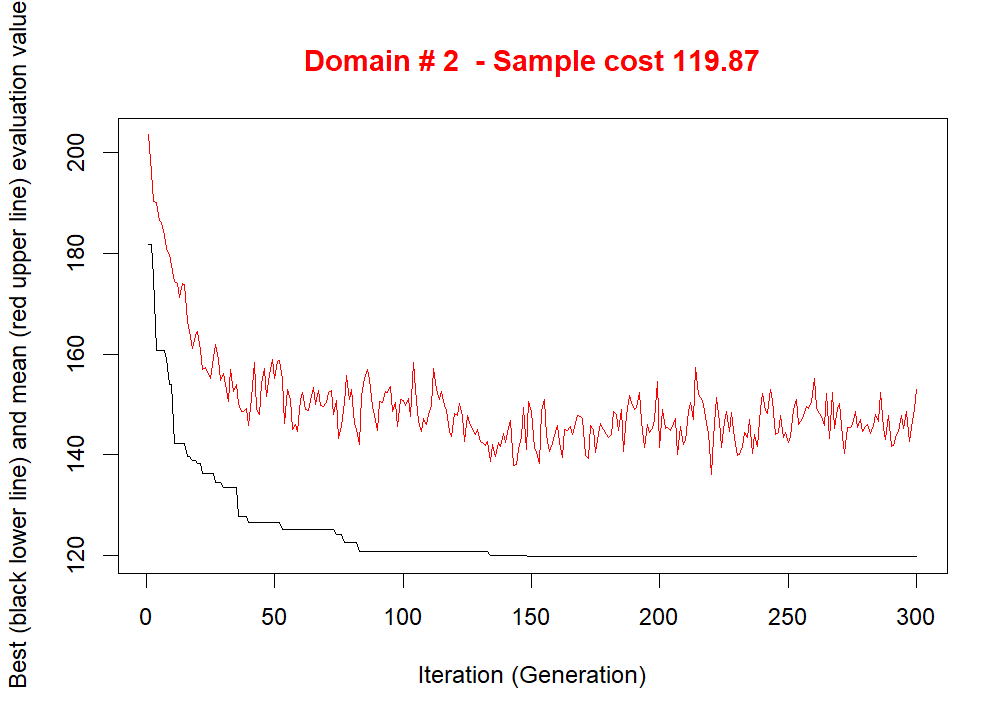 Domain # 2  - Sample cost 119.87
Best (black lower line) and mean (red upper line) evaluation value
200
180
160
140
120
0 50 100 150 200 250 300
Iteration (Generation)